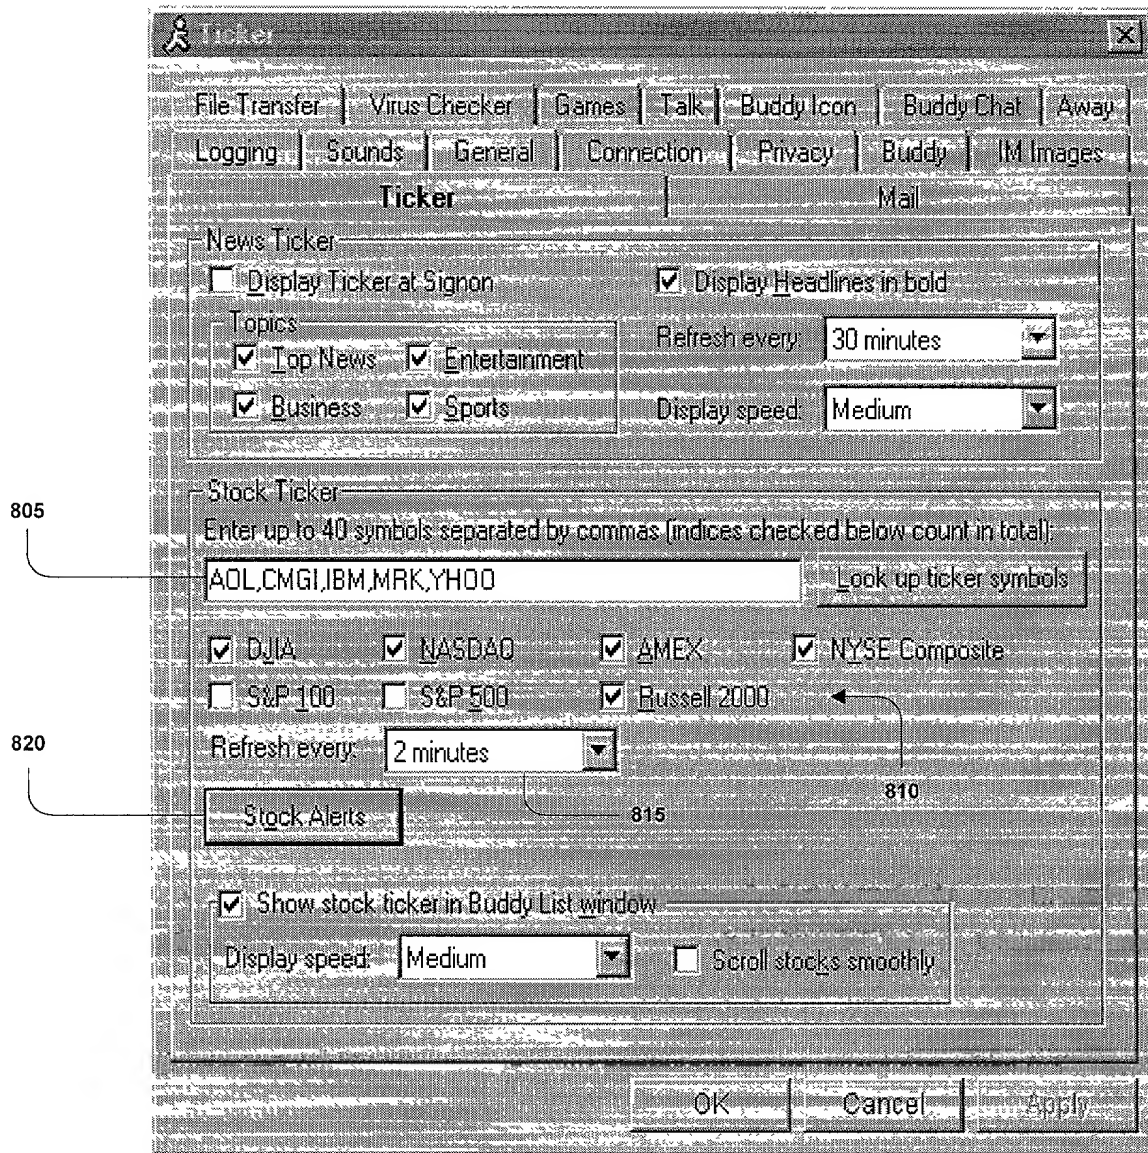 Ticker
File Transfer Virus Checker Games Talk Buddy Icon Buddy Chat Away
Logging Sounds General Connection Privacy Buddy IM Images
Ticker Mail
News Ticker
Display Ticker at Signon Display Headlines in bold
Topics
Refresh every: 30 minutes
Top News Entertainment
Business Sports
Display speed: Medium
Stock Ticker
805
Enter up to 40 symbols separated by commas (indices checked below count in total):
AOL,CMGI,IBM,MRK,YHOO Look up ticker symbols
DJIA NASDAQ AMEX NYSE Composite
S&P 100 S&P 500 Russell 2000
820
Refresh every: 2 minutes
810
Stock Alerts
815
Show stock ticker in Buddy List window
Display speed: Medium Scroll stocks smoothly
OK Cancel Apply